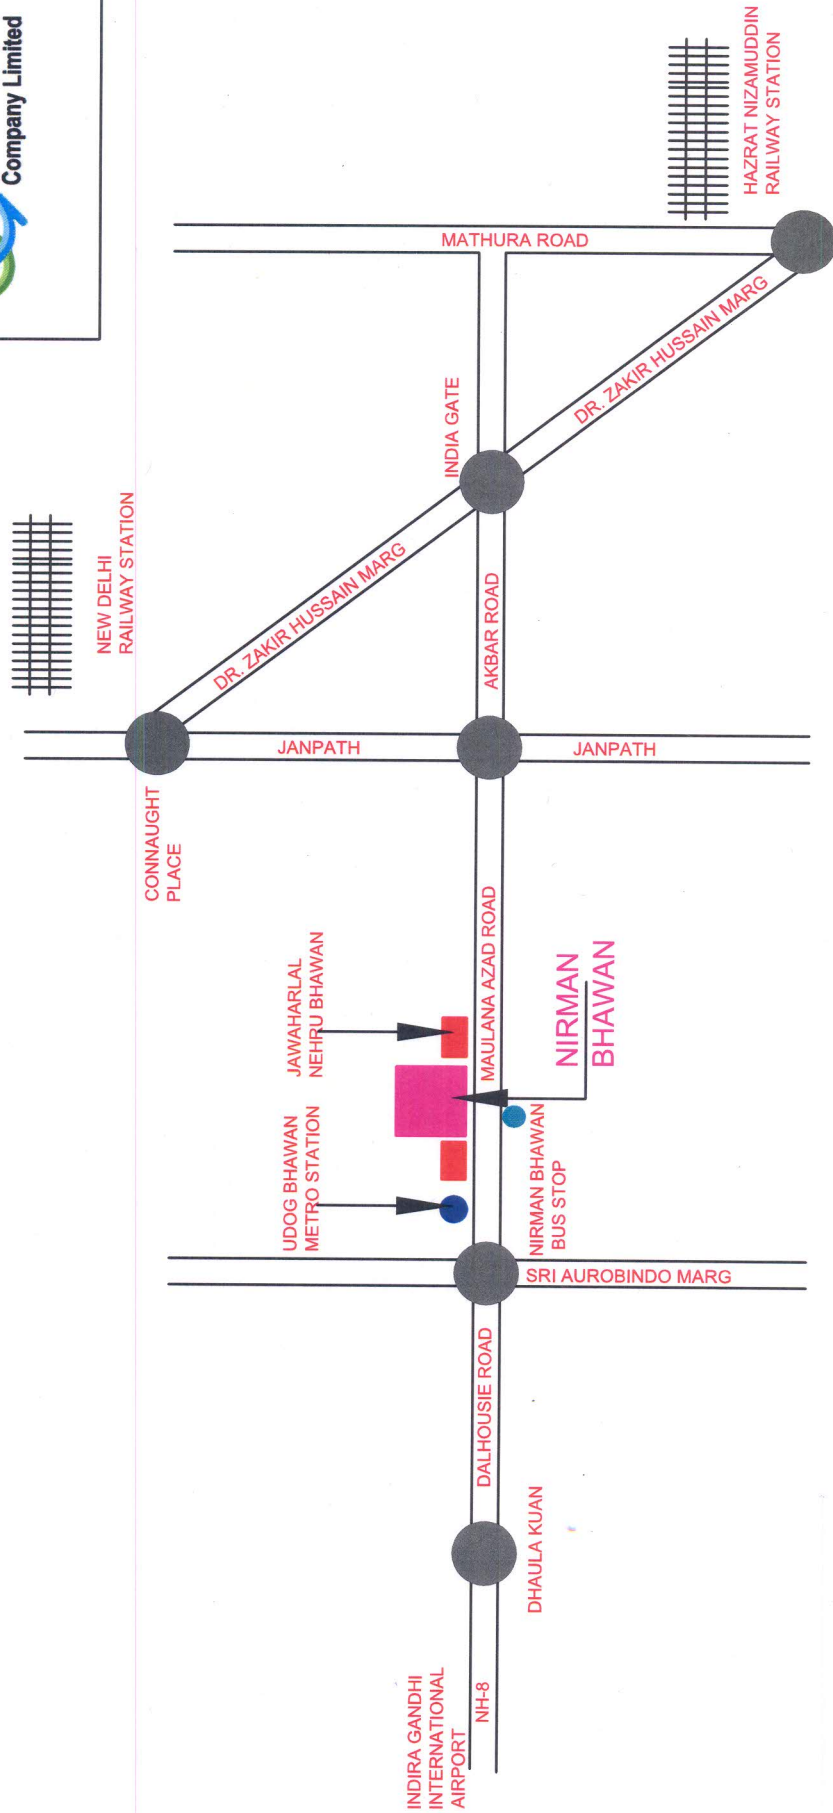 Company Limited
NEW DELHI
RAILWAY STATION
HAZRAT NIZAMUDDIN
RAILWAY STATION
MATHURA ROAD
INDIA GATE
DR. ZAKIR HUSSAIN MARG
DR. ZAKIR HUSSAIN MARG
CONNAUGHT
PLACE
JANPATH
JANPATH
AKBAR ROAD
JAWAHARLAL
NEHRU BHAWAN
UDOG BHAWAN
METRO STATION
MAULANA AZAD ROAD
NIRMAN
BHAWAN
NIRMAN BHAWAN
BUS STOP
SRI AUROBINDO MARG
DALHOUSIE ROAD
DHAULA KUAN
INDIRA GANDHI
INTERNATIONAL
AIRPORT
NH-8